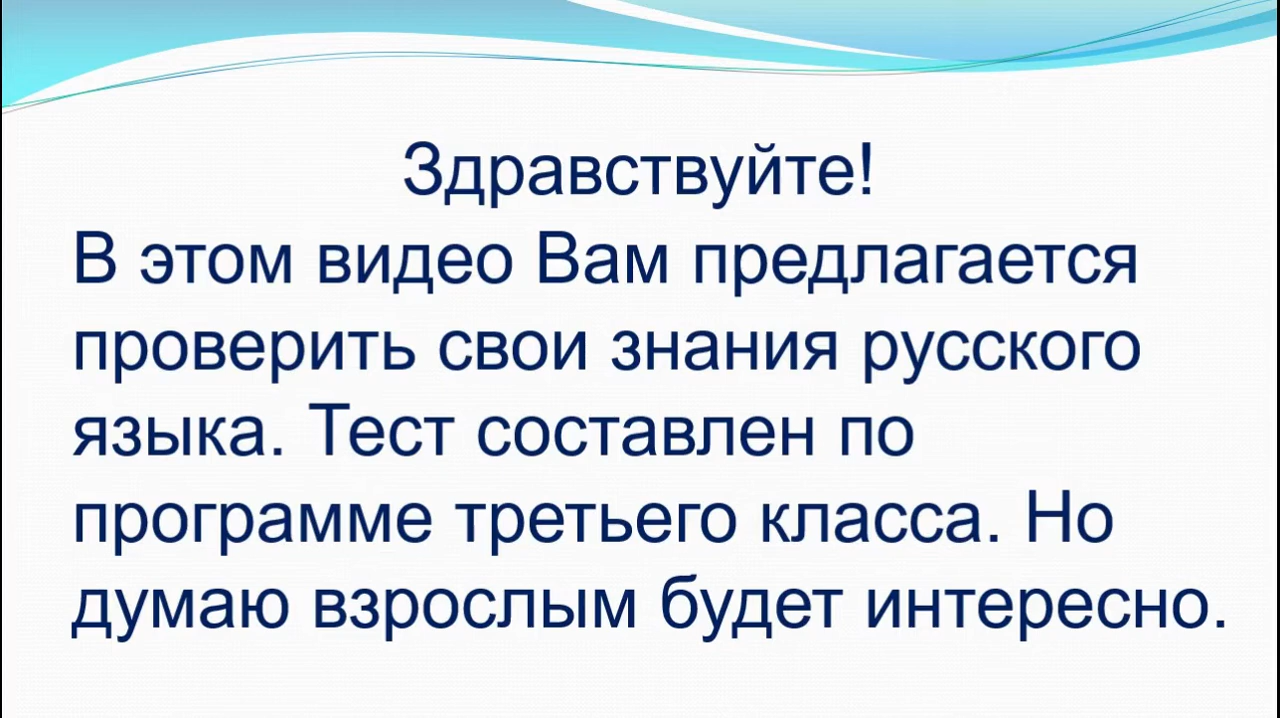 Здравствуйте!
В этом видео Вам предлагается
проверить свои знания русского
языка. Тест составлен по
программе третьего класса. Но
думаю взрослым будет интересно.